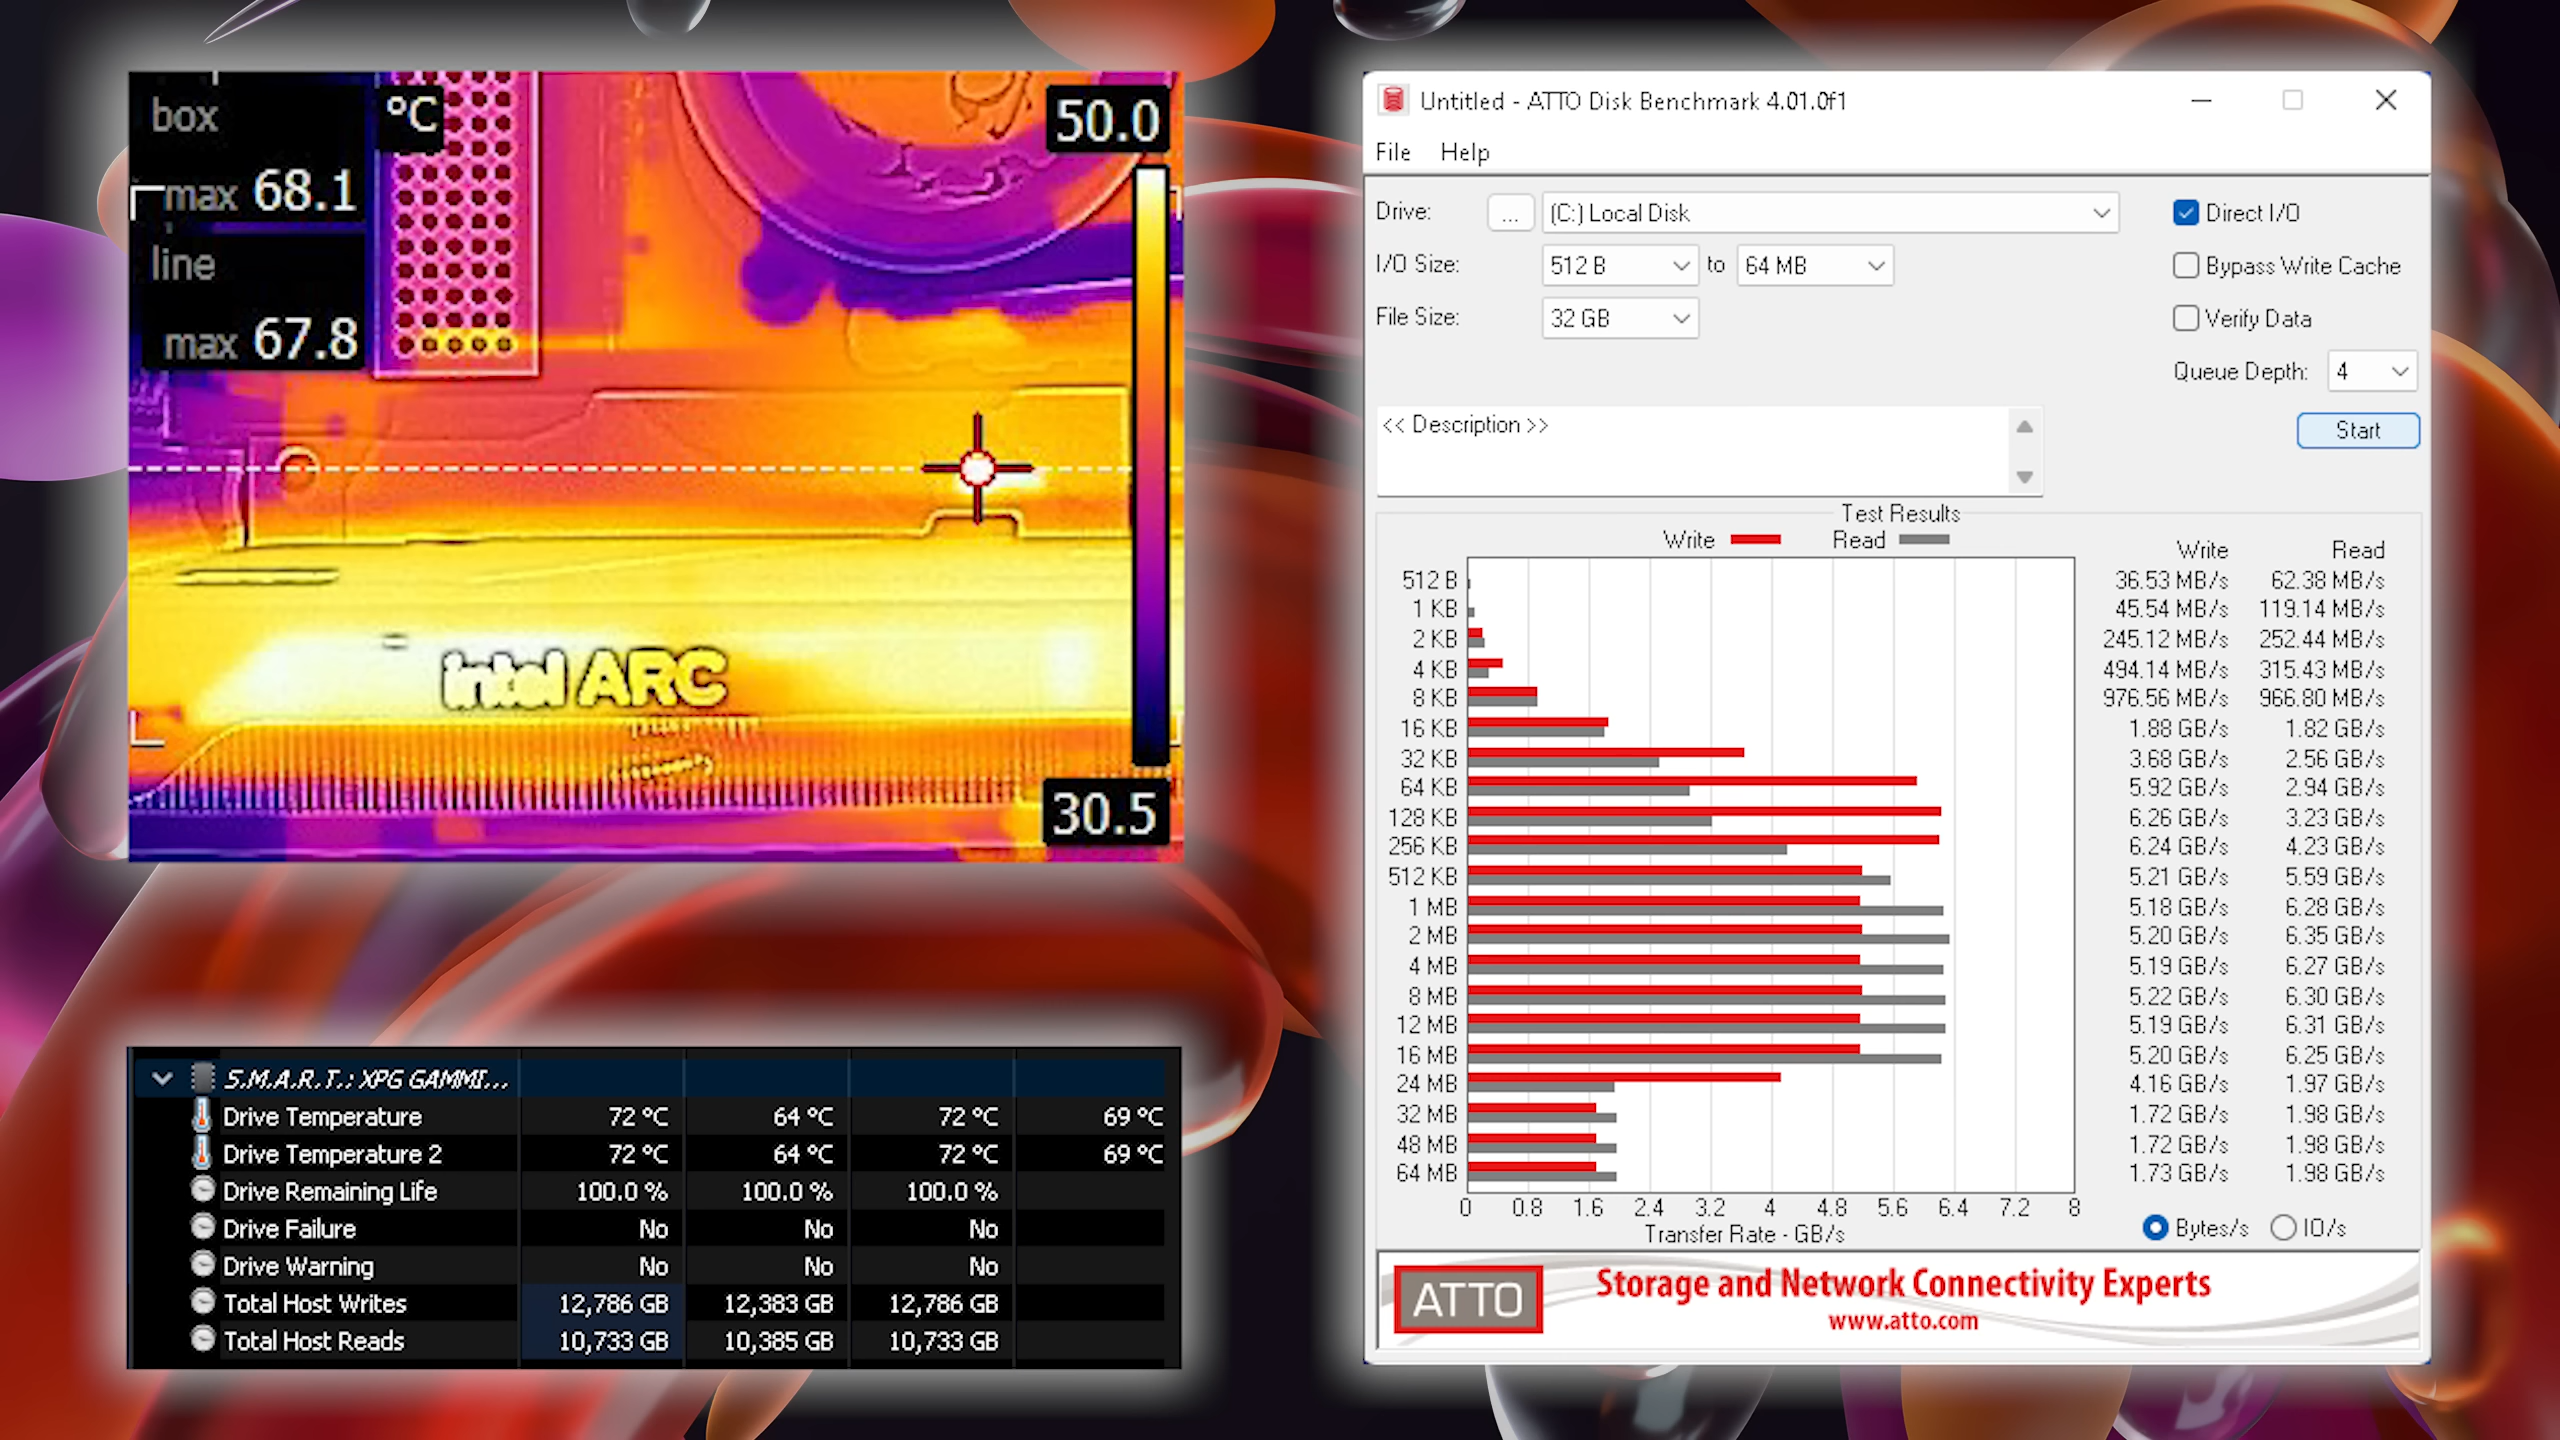 box
°C
50.0
max 68.1
line
max 67.8
intel ARC
30.5
S.M.A.R.T.: XPG GAMMI...
Drive Temperature 72 °C 64 °C 72 °C 69 °C
Drive Temperature 2 72 °C 64 °C 72 °C 69 °C
Drive Remaining Life 100.0 % 100.0 % 100.0 %
Drive Failure No No No
Drive Warning No No No
Total Host Writes 12,786 GB 12,383 GB 12,786 GB
Total Host Reads 10,733 GB 10,385 GB 10,733 GB
Untitled - ATTO Disk Benchmark 4.01.0f1
File Help
Drive: ... (C:) Local Disk Direct I/O
I/O Size: 512 B to 64 MB Bypass Write Cache
File Size: 32 GB Verify Data
Queue Depth: 4
<< Description >>
Start
Test Results
Write Read Write Read
512 B 36.53 MB/s 62.38 MB/s
1 KB 45.54 MB/s 119.14 MB/s
2 KB 245.12 MB/s 252.44 MB/s
4 KB 494.14 MB/s 315.43 MB/s
8 KB 976.56 MB/s 966.80 MB/s
16 KB 1.88 GB/s 1.82 GB/s
32 KB 3.68 GB/s 2.56 GB/s
64 KB 5.92 GB/s 2.94 GB/s
128 KB 6.26 GB/s 3.23 GB/s
256 KB 6.24 GB/s 4.23 GB/s
512 KB 5.21 GB/s 5.59 GB/s
1 MB 5.18 GB/s 6.28 GB/s
2 MB 5.20 GB/s 6.35 GB/s
4 MB 5.19 GB/s 6.27 GB/s
8 MB 5.22 GB/s 6.30 GB/s
12 MB 5.19 GB/s 6.31 GB/s
16 MB 5.20 GB/s 6.25 GB/s
24 MB 4.16 GB/s 1.97 GB/s
32 MB 1.72 GB/s 1.98 GB/s
48 MB 1.72 GB/s 1.98 GB/s
64 MB 1.73 GB/s 1.98 GB/s
0 0.8 1.6 2.4 3.2 4 4.8 5.6 6.4 7.2 8
Transfer Rate - GB/s
Bytes/s IO/s
ATTO
Storage and Network Connectivity Experts
www.atto.com